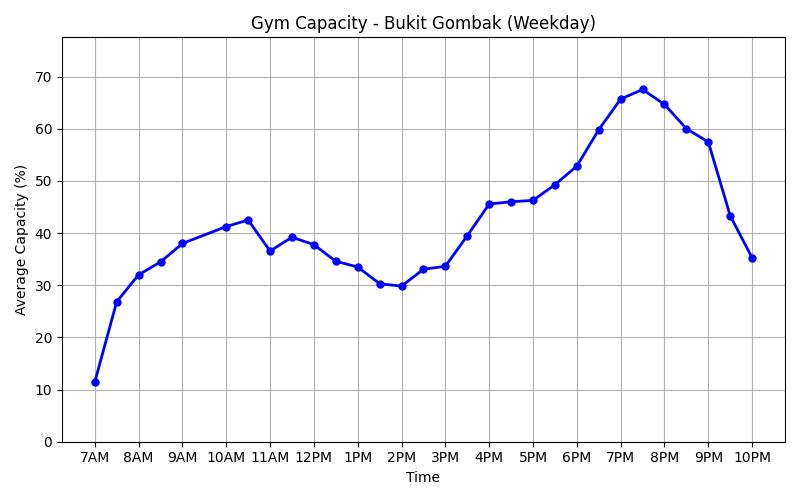 Gym Capacity - Bukit Gombak (Weekday)
Average Capacity (%)
70
60
50
40
30
20
10
0
7AM 8AM 9AM 10AM 11AM 12PM 1PM 2PM 3PM 4PM 5PM 6PM 7PM 8PM 9PM 10PM
Time